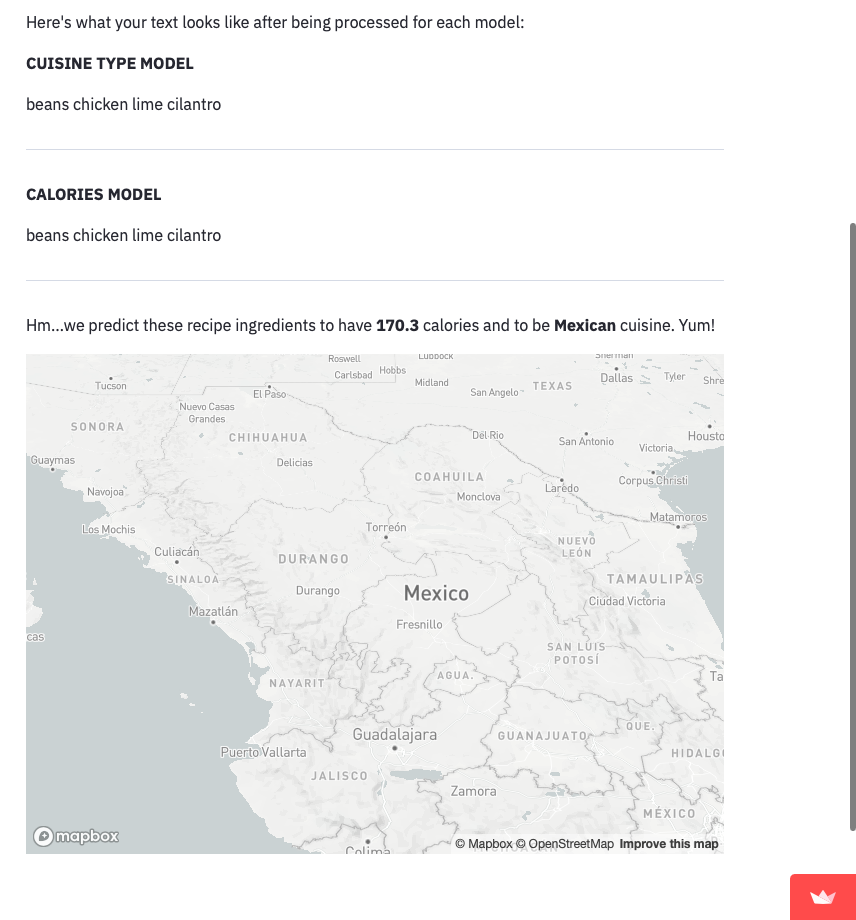 Here's what your text looks like after being processed for each model:
CUISINE TYPE MODEL
beans chicken lime cilantro
CALORIES MODEL
beans chicken lime cilantro
Hm...we predict these recipe ingredients to have 170.3 calories and to be Mexican cuisine. Yum!
Roswell
Lubbock
Sherman
Carlsbad
Hobbs
Tucson
Midland
Dallas
Tyler
Shre
El Paso
San Angelo
TEXAS
Nuevo Casas
Grandes
SONORA
CHIHUAHUA
Del Rio
San Antonio
Housto
Victoria
Guaymas
Delicias
COAHUILA
Corpus Christi
Navojoa
Monclova
Laredo
Los Mochis
Torreón
Matamoros
Culiacán
DURANGO
NUEVO
LEÓN
SINALOA
TAMAULIPAS
Durango
Mexico
Ciudad Victoria
Mazatlán
Fresnillo
cas
SAN LUIS
POTOSÍ
NAYARIT
AGUA.
Ta
Guadalajara
GUANAJUATO
QUE.
Puerto Vallarta
HIDALG
JALISCO
Zamora
MÉXICO
mapbox
Colima
© Mapbox © OpenStreetMap Improve this map